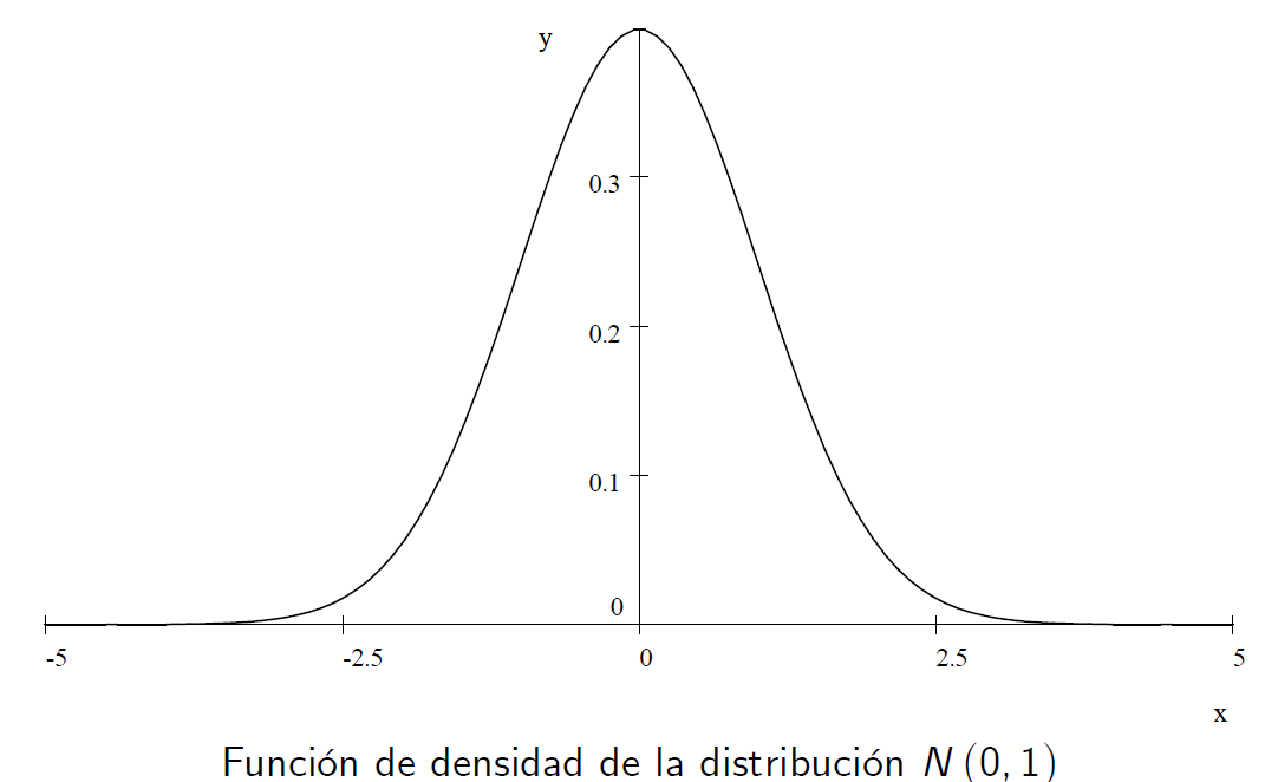 y
0.3
0.2
0.1
0
-5 -2.5 0 2.5 5
x
Función de densidad de la distribución N (0, 1)